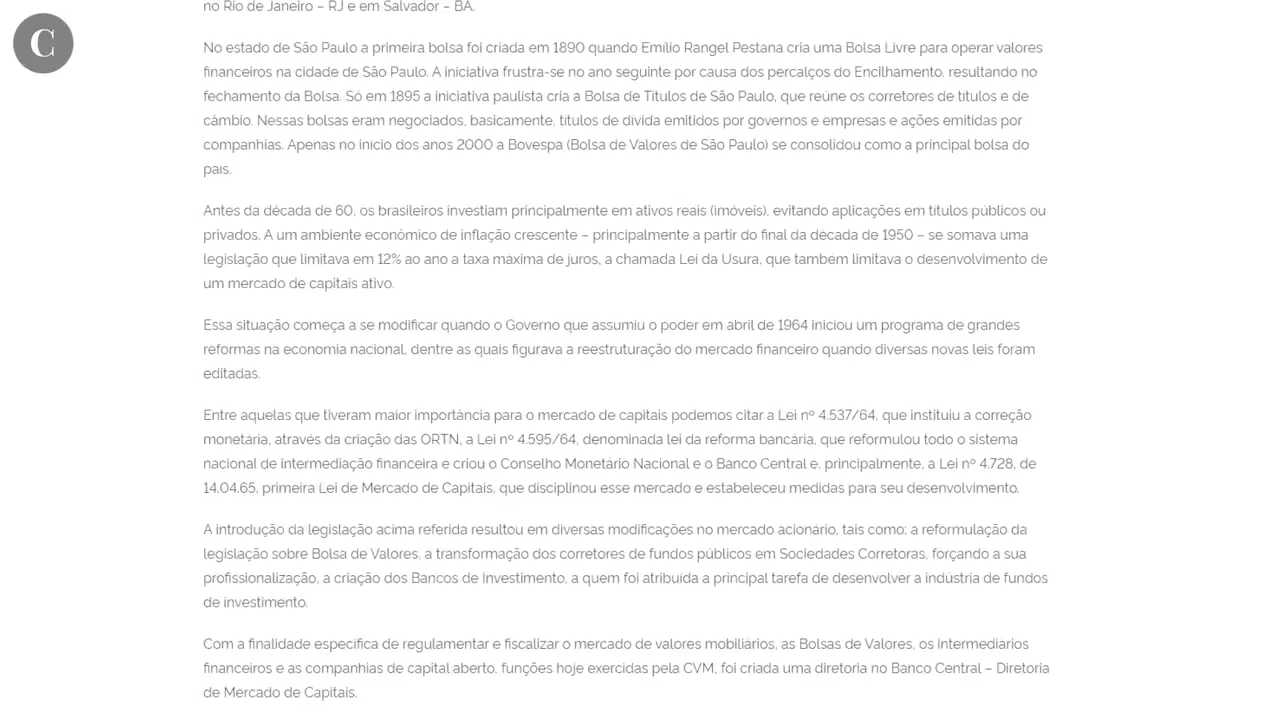 no Rio de Janeiro – RJ e em Salvador – BA.
C
No estado de São Paulo a primeira bolsa foi criada em 1890 quando Emílio Rangel Pestana cria uma Bolsa Livre para operar valores
financeiros na cidade de São Paulo. A iniciativa frustra-se no ano seguinte por causa dos percalços do Encilhamento, resultando no
fechamento da Bolsa. Só em 1895 a iniciativa paulista cria a Bolsa de Títulos de São Paulo, que reúne os corretores de títulos e de
câmbio. Nessas bolsas eram negociados, basicamente, títulos de dívida emitidos por governos e empresas e ações emitidas por
companhias. Apenas no início dos anos 2000 a Bovespa (Bolsa de Valores de São Paulo) se consolidou como a principal bolsa do
país.
Antes da década de 60, os brasileiros investiam principalmente em ativos reais (imóveis), evitando aplicações em títulos públicos ou
privados. A um ambiente econômico de inflação crescente – principalmente a partir do final da década de 1950 – se somava uma
legislação que limitava em 12% ao ano a taxa máxima de juros, a chamada Lei da Usura, que também limitava o desenvolvimento de
um mercado de capitais ativo.
Essa situação começa a se modificar quando o Governo que assumiu o poder em abril de 1964 iniciou um programa de grandes
reformas na economia nacional, dentre as quais figurava a reestruturação do mercado financeiro quando diversas novas leis foram
editadas.
Entre aquelas que tiveram maior importância para o mercado de capitais podemos citar a Lei nº 4.537/64, que instituiu a correção
monetária, através da criação das ORTN, a Lei nº 4.595/64, denominada lei da reforma bancária, que reformulou todo o sistema
nacional de intermediação financeira e criou o Conselho Monetário Nacional e o Banco Central e, principalmente, a Lei nº 4.728, de
14.04.65, primeira Lei de Mercado de Capitais, que disciplinou esse mercado e estabeleceu medidas para seu desenvolvimento.
A introdução da legislação acima referida resultou em diversas modificações no mercado acionário, tais como: a reformulação da
legislação sobre Bolsa de Valores, a transformação dos corretores de fundos públicos em Sociedades Corretoras, forçando a sua
profissionalização, a criação dos Bancos de Investimento, a quem foi atribuída a principal tarefa de desenvolver a indústria de fundos
de investimento.
Com a finalidade específica de regulamentar e fiscalizar o mercado de valores mobiliários, as Bolsas de Valores, os intermediários
financeiros e as companhias de capital aberto, funções hoje exercidas pela CVM, foi criada uma diretoria no Banco Central – Diretoria
de Mercado de Capitais.